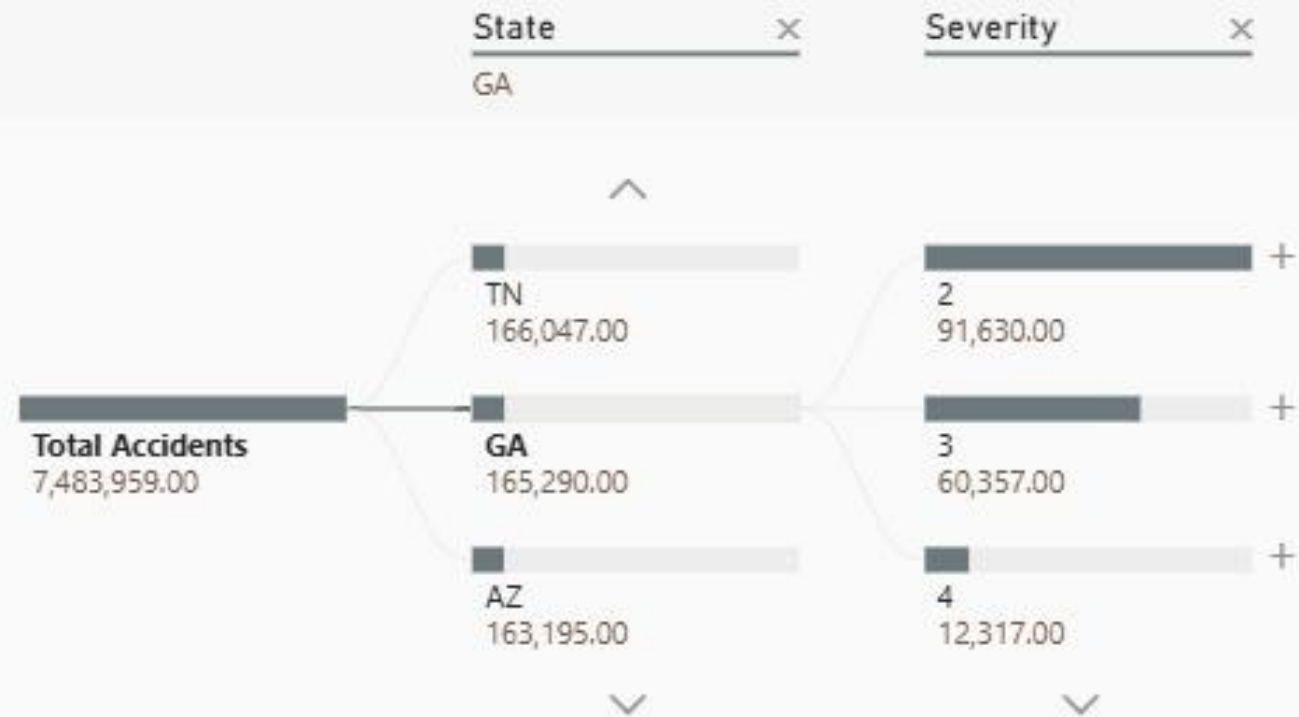 State
Severity
GA
TN
166,047.00
2
91,630.00
Total Accidents
7,483,959.00
GA
165,290.00
3
60,357.00
AZ
163,195.00
4
12,317.00